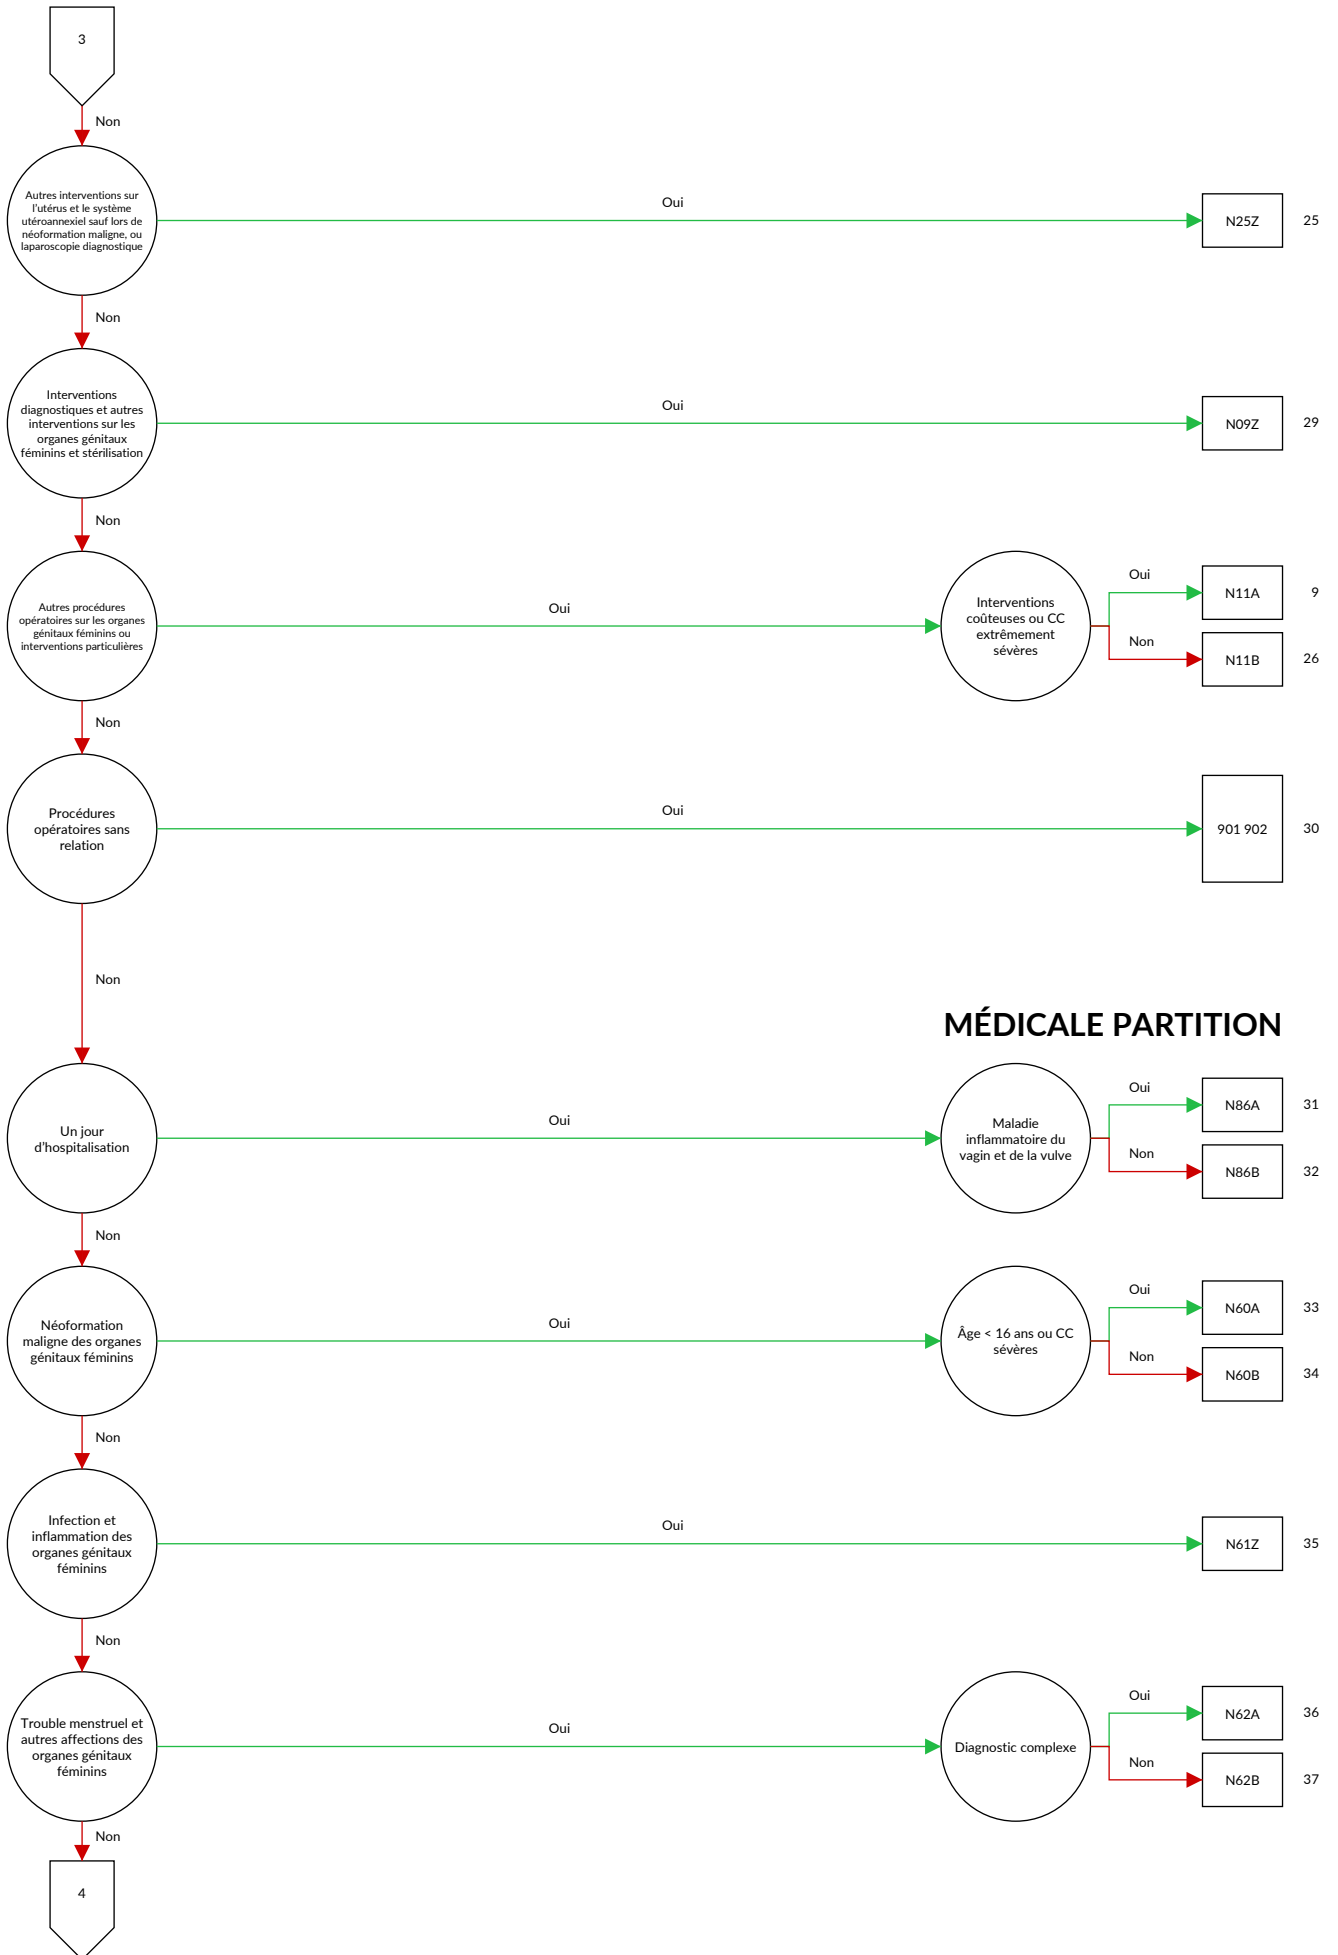 3
Non
Autres interventions sur
l'utérus et le système
utéroannexiel sauf lors de
néoformation maligne, ou
laparoscopie diagnostique
Oui
N25Z
25
Non
Interventions
diagnostiques et autres
interventions sur les
organes génitaux
féminins et stérilisation
Oui
N09Z
29
Non
Autres procédures
opératoires sur les organes
génitaux féminins ou
interventions particulières
Oui
Interventions
coûteuses ou CC
extrêmement
sévères
Oui
N11A
9
Non
N11B
26
Non
Procédures
opératoires sans
relation
Oui
901 902
30
Non
MÉDICALE PARTITION
Un jour
d'hospitalisation
Oui
Maladie
inflammatoire du
vagin et de la vulve
Oui
N86A
31
Non
N86B
32
Non
Néoformation
maligne des organes
génitaux féminins
Oui
Âge < 16 ans ou CC
sévères
Oui
N60A
33
Non
N60B
34
Non
Infection et
inflammation des
organes génitaux
féminins
Oui
N61Z
35
Non
Trouble menstruel et
autres affections des
organes génitaux
féminins
Oui
Diagnostic complexe
Oui
N62A
36
Non
N62B
37
Non
4